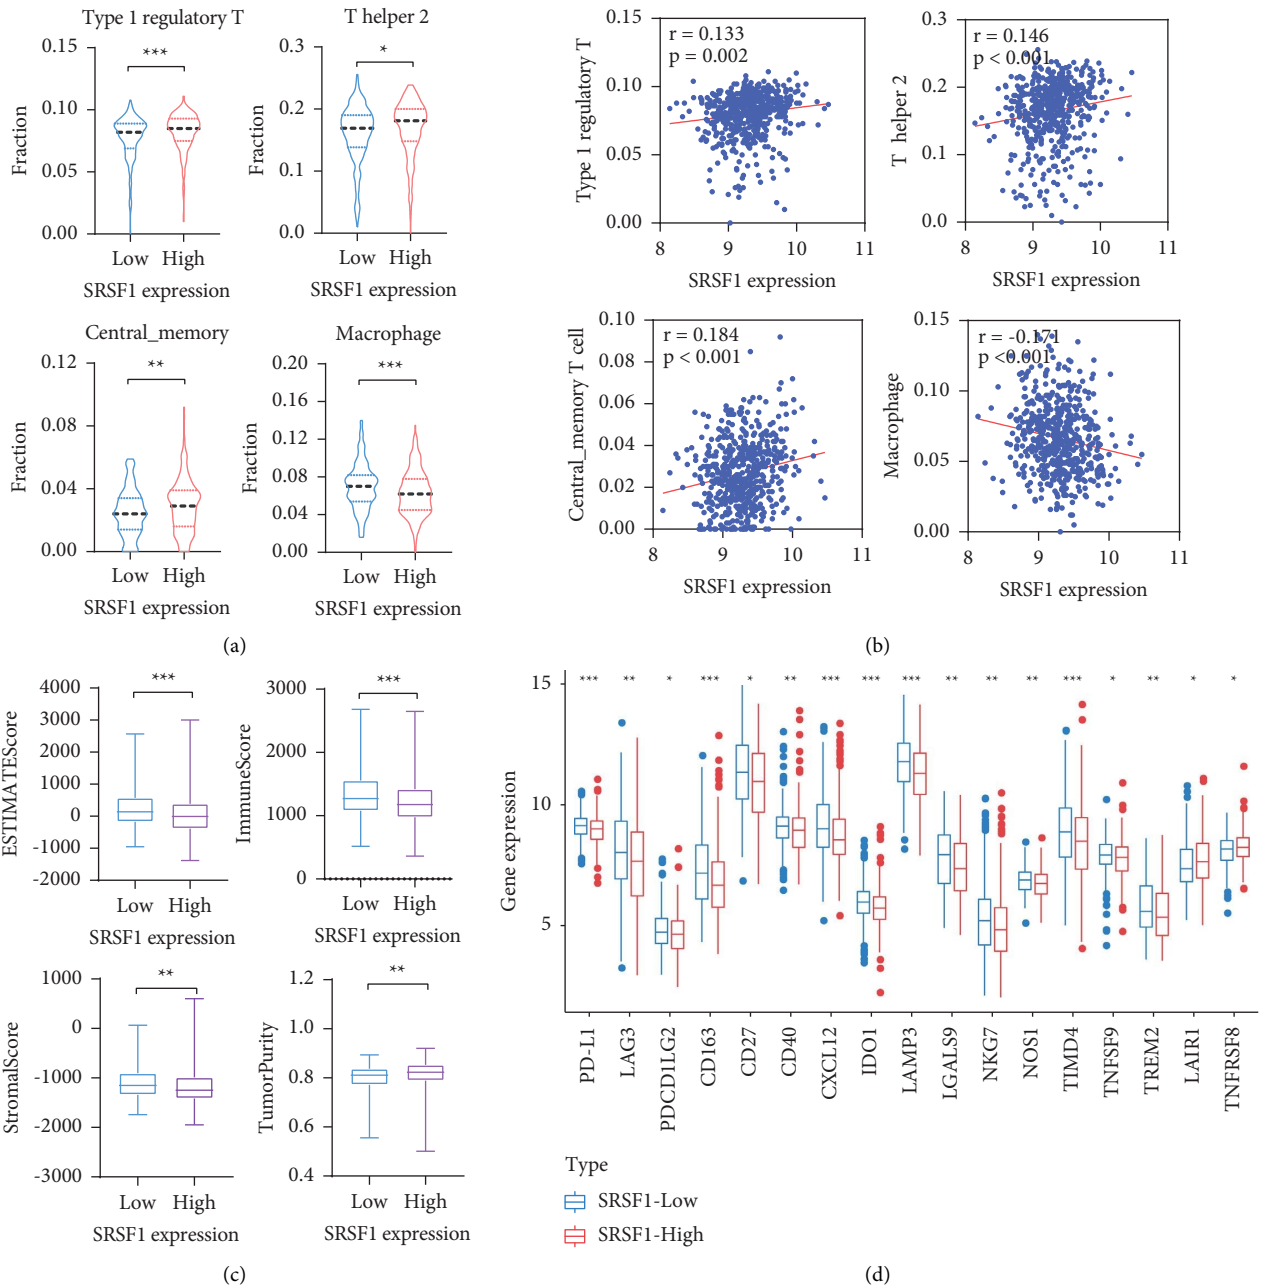 Type 1 regulatory T
0.15
0.10
0.05
0.00
Fraction
***
Low High
SRSF1 expression
T helper 2
0.3
0.2
0.1
0.0
Fraction
*
Low High
SRSF1 expression
Central_memory
0.12
0.08
0.04
0.00
Fraction
**
Low High
SRSF1 expression
Macrophage
0.20
0.16
0.12
0.08
0.04
0.00
Fraction
***
Low High
SRSF1 expression
(a)
0.15
0.10
0.05
0.00
Type 1 regulatory T
r = 0.133
p = 0.002
8 9 10 11
SRSF1 expression
0.3
0.2
0.1
0.0
T helper 2
r = 0.146
p < 0.001
8 9 10 11
SRSF1 expression
0.10
0.08
0.06
0.04
0.02
0.00
Central_memory T cell
r = 0.184
p < 0.001
8 9 10 11
SRSF1 expression
0.15
0.10
0.05
0.00
Macrophage
r = -0.171
p <0.001
8 9 10 11
SRSF1 expression
(b)
4000
3000
2000
1000
0
-1000
-2000
ESTIMATEScore
***
Low High
SRSF1 expression
3000
2000
1000
0
ImmuneScore
***
Low High
SRSF1 expression
1000
0
-1000
-2000
-3000
StromalScore
**
Low High
SRSF1 expression
1.2
1.0
0.8
0.6
0.4
TumorPurity
**
Low High
SRSF1 expression
(c)
15
10
5
Gene expression
*** ** * *** * ** *** *** *** ** ** ** *** * ** * *
PD-L1
LAG3
PDCD1LG2
CD163
CD27
CD40
CXCL12
IDO1
LAMP3
LGALS9
NKG7
NOS1
TIMD4
TNFSF9
TREM2
LAIR1
TNFRSF8
Type
SRSF1-Low
SRSF1-High
(d)